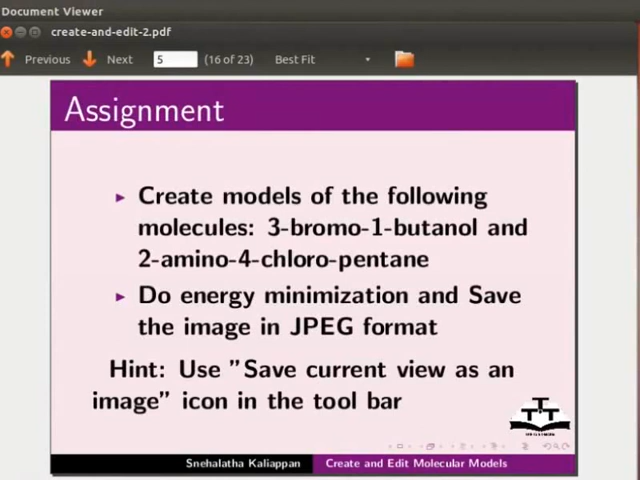 Document Viewer
create-and-edit-2.pdf
Previous Next 5 (16 of 23) Best Fit
Assignment
Create models of the following
molecules: 3-bromo-1-butanol and
2-amino-4-chloro-pentane
Do energy minimization and Save
the image in JPEG format
Hint: Use "Save current view as an
image" icon in the tool bar
Snehalatha Kaliappan Create and Edit Molecular Models